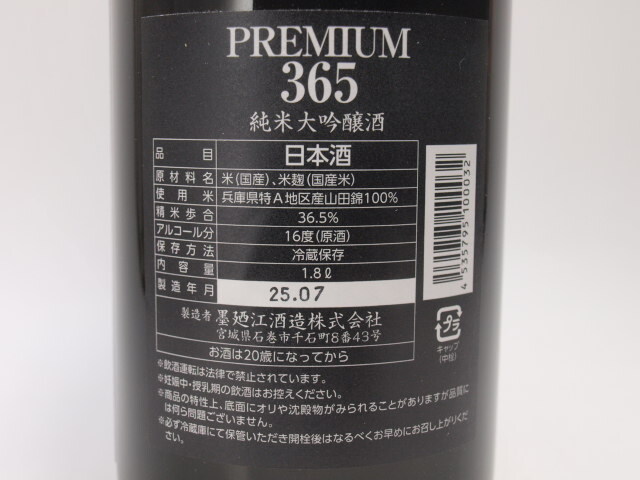 PREMIUM
365
純米大吟醸酒
品目 日本酒
原材料名 米(国産)、米麹(国産米)
使用米 兵庫県特A地区産山田錦100%
精米歩合 36.5%
アルコール分 16度(原酒)
保存方法 冷蔵保存
内容量 1.8ℓ
製造年月 25.07
製造者 墨廼江酒造株式会社
宮城県石巻市千石町8番43号
お酒は20歳になってから
※飲酒運転は法律で禁止されています。
※妊娠中・授乳期の飲酒はお控えください。
※商品の特性上、底面にオリや沈殿物がみられることがありますが品質に
は何ら問題ございません。
※必ず冷蔵庫にて保管いただき開栓後はなるべくお早めにお召し上がりくだ
さい。
4535795100032
プラ
キャップ
(中栓)